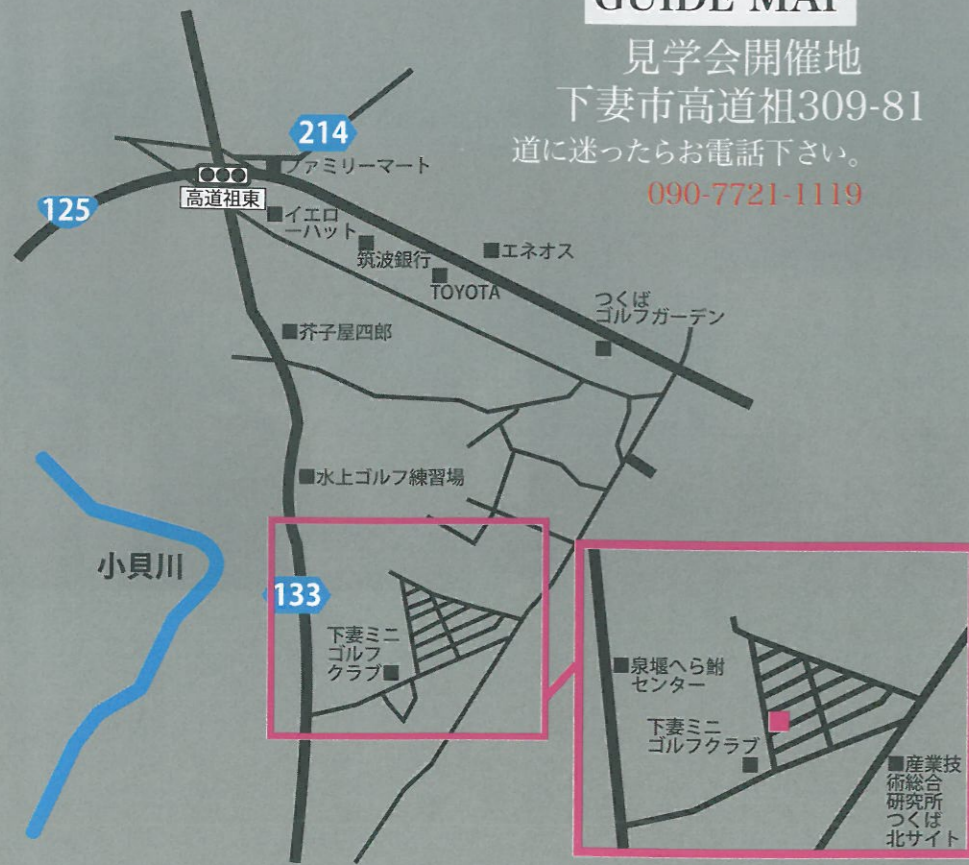 GUIDE MAP
見学会開催地
下妻市高道祖309-81
道に迷ったらお電話下さい。
090-7721-1119
214
ファミリーマート
125
高道祖東
イエロ
ーハット
筑波銀行
エネオス
TOYOTA
つくば
ゴルフガーデン
芥子屋四郎
水上ゴルフ練習場
小貝川
133
下妻ミニ
ゴルフ
クラブ
泉堰へら鮒
センター
下妻ミニ
ゴルフクラブ
産業技
術総合
研究所
つくば
北サイト